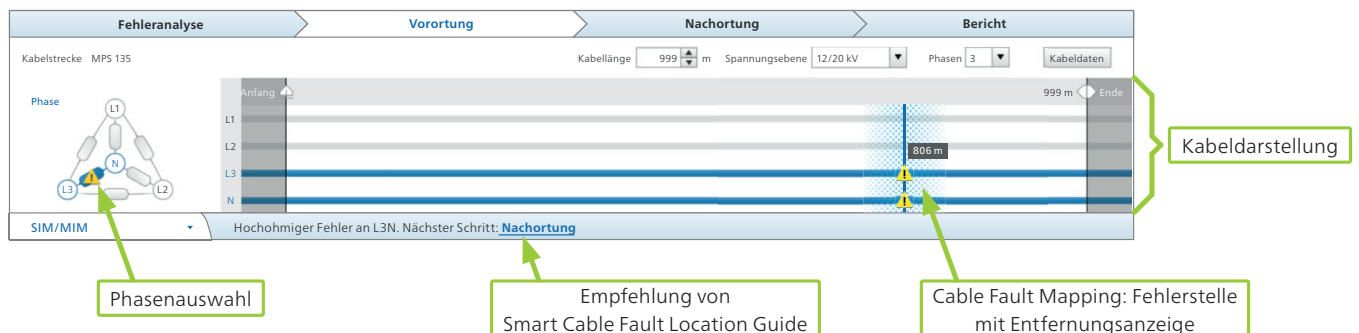 Fehleranalyse
Vorortung
Nachortung
Bericht
Kabelstrecke MPS 135
Kabellänge 999 m Spannungsebene 12/20 kV Phasen 3 Kabeldaten
Phase
Anfang
999 m Ende
L1
L1
L2
N
806 m
L3
L2
L3
N
SIM/MIM
Hochohmiger Fehler an L3N. Nächster Schritt: Nachortung
Kabeldarstellung
Phasenauswahl
Empfehlung von
Smart Cable Fault Location Guide
Cable Fault Mapping: Fehlerstelle
mit Entfernungsanzeige